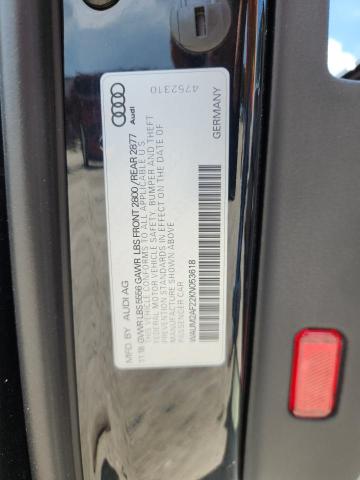 MFD. BY AUDI AG
11.18 GVWR LBS 5556 GAWR LBS FRONT 2800 / REAR 2877
THIS VEHICLE CONFORMS TO ALL APPLICABLE U.S.
FEDERAL MOTOR VEHICLE SAFETY, BUMPER AND THEFT
PREVENTION STANDARDS IN EFFECT ON THE DATE OF
MANUFACTURE SHOWN ABOVE
PASSENGER CAR
WAUM2AF22KN053618
GERMANY
Audi
4752310